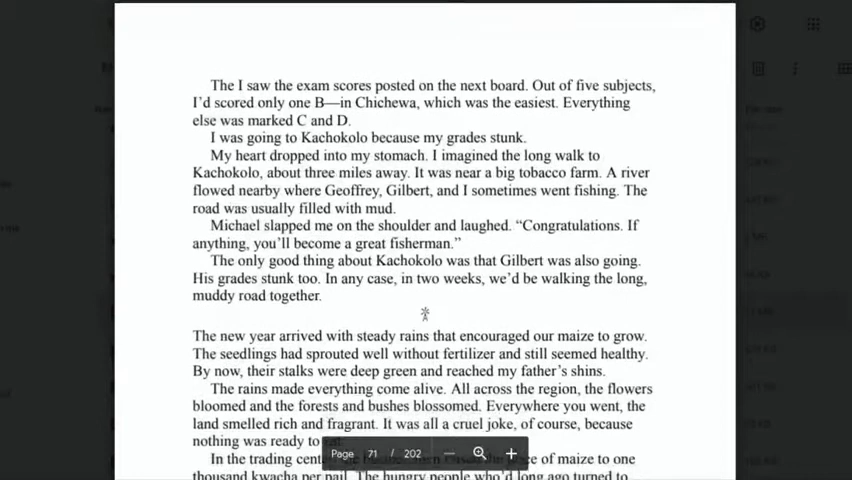 The I saw the exam scores posted on the next board. Out of five subjects,
I'd scored only one B—in Chichewa, which was the easiest. Everything
else was marked C and D.
I was going to Kachokolo because my grades stunk.
My heart dropped into my stomach. I imagined the long walk to
Kachokolo, about three miles away. It was near a big tobacco farm. A river
flowed nearby where Geoffrey, Gilbert, and I sometimes went fishing. The
road was usually filled with mud.
Michael slapped me on the shoulder and laughed. “Congratulations. If
anything, you'll become a great fisherman.”
The only good thing about Kachokolo was that Gilbert was also going.
His grades stunk too. In any case, in two weeks, we'd be walking the long,
muddy road together.
The new year arrived with steady rains that encouraged our maize to grow.
The seedlings had sprouted well without fertilizer and still seemed healthy.
By now, their stalks were deep green and reached my father's shins.
The rains made everything come alive. All across the region, the flowers
bloomed and the forests and bushes blossomed. Everywhere you went, the
land smelled rich and fragrant. It was all a cruel joke, of course, because
nothing was ready to
Page 71 / 202
In the trading of maize to one
thousand kwacha per pail. The hungry people who'd long ago turned to